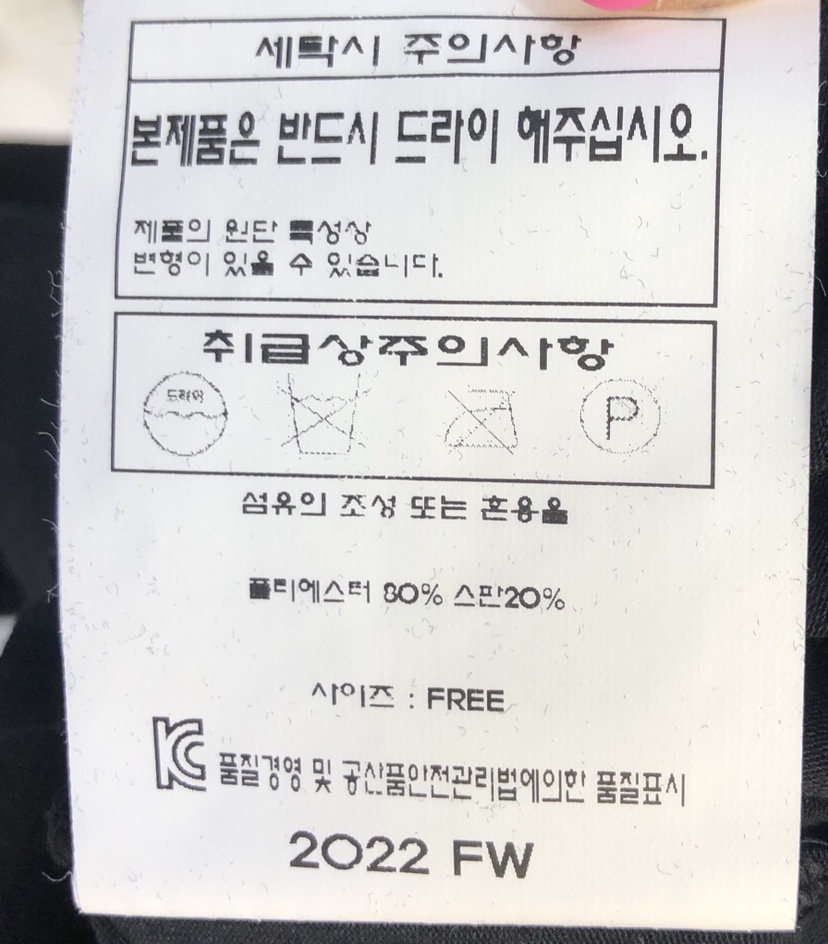 세탁시 주의사항
본제품은 반드시 드라이 해주십시오.
제품의 원단 특성상
변형이 있을 수 있습니다.
취급상주의사항
드라이
P
섬유의 조성 또는 혼용율
폴리에스터 80% 스판20%
사이즈 : FREE
KC 품질경영 및 공산품안전관리법에의한 품질표시
2022 FW